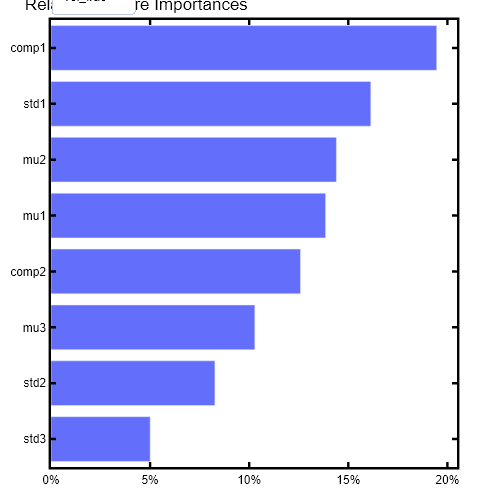 Rela re Importances
comp1
std1
mu2
mu1
comp2
mu3
std2
std3
0% 5% 10% 15% 20%